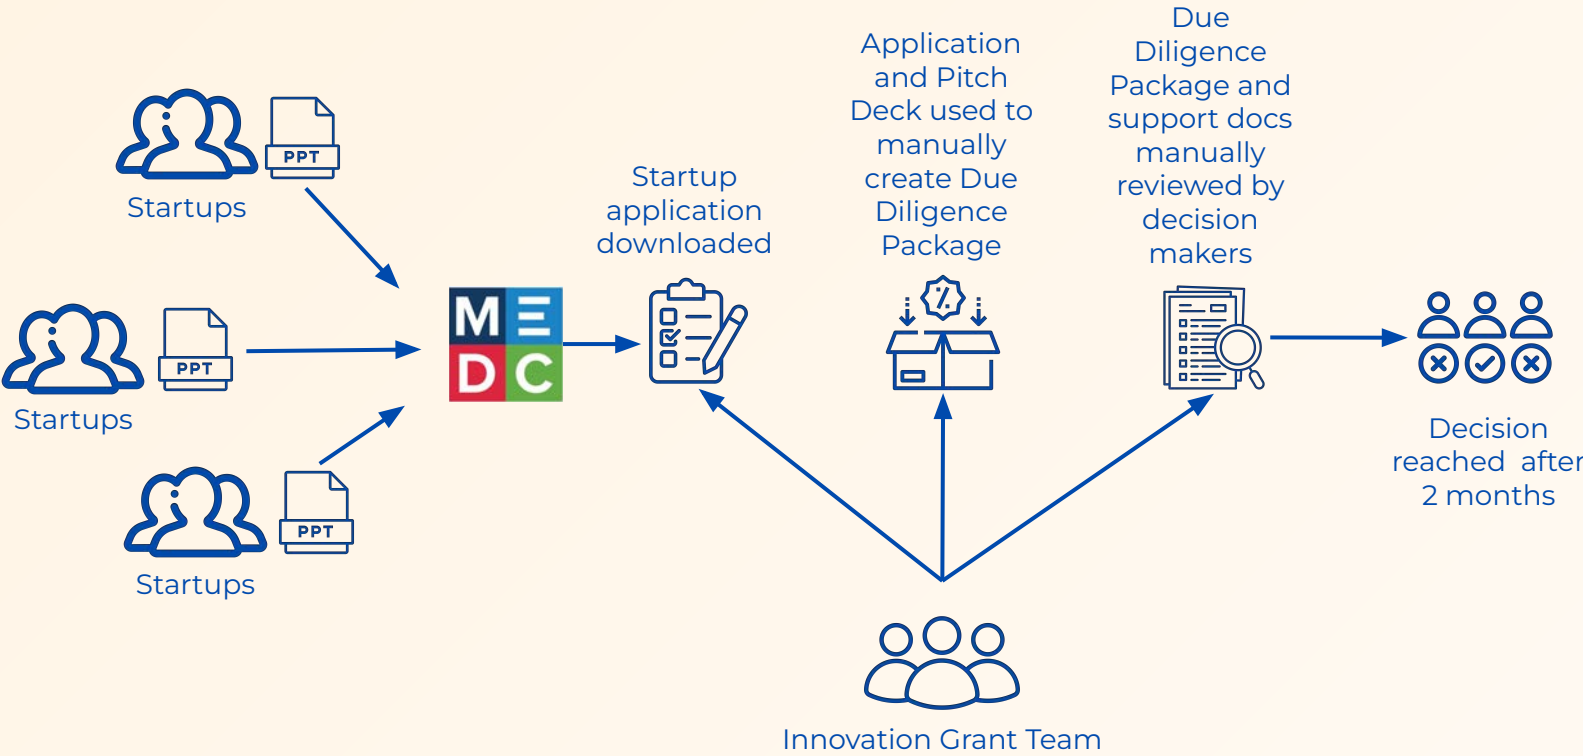 PPT
Startups
PPT
Startups
PPT
Startups
M E
D C
Startup
application
downloaded
Application
and Pitch
Deck used to
manually
create Due
Diligence
Package
Due
Diligence
Package and
support docs
manually
reviewed by
decision
makers
Decision
reached after
2 months
Innovation Grant Team